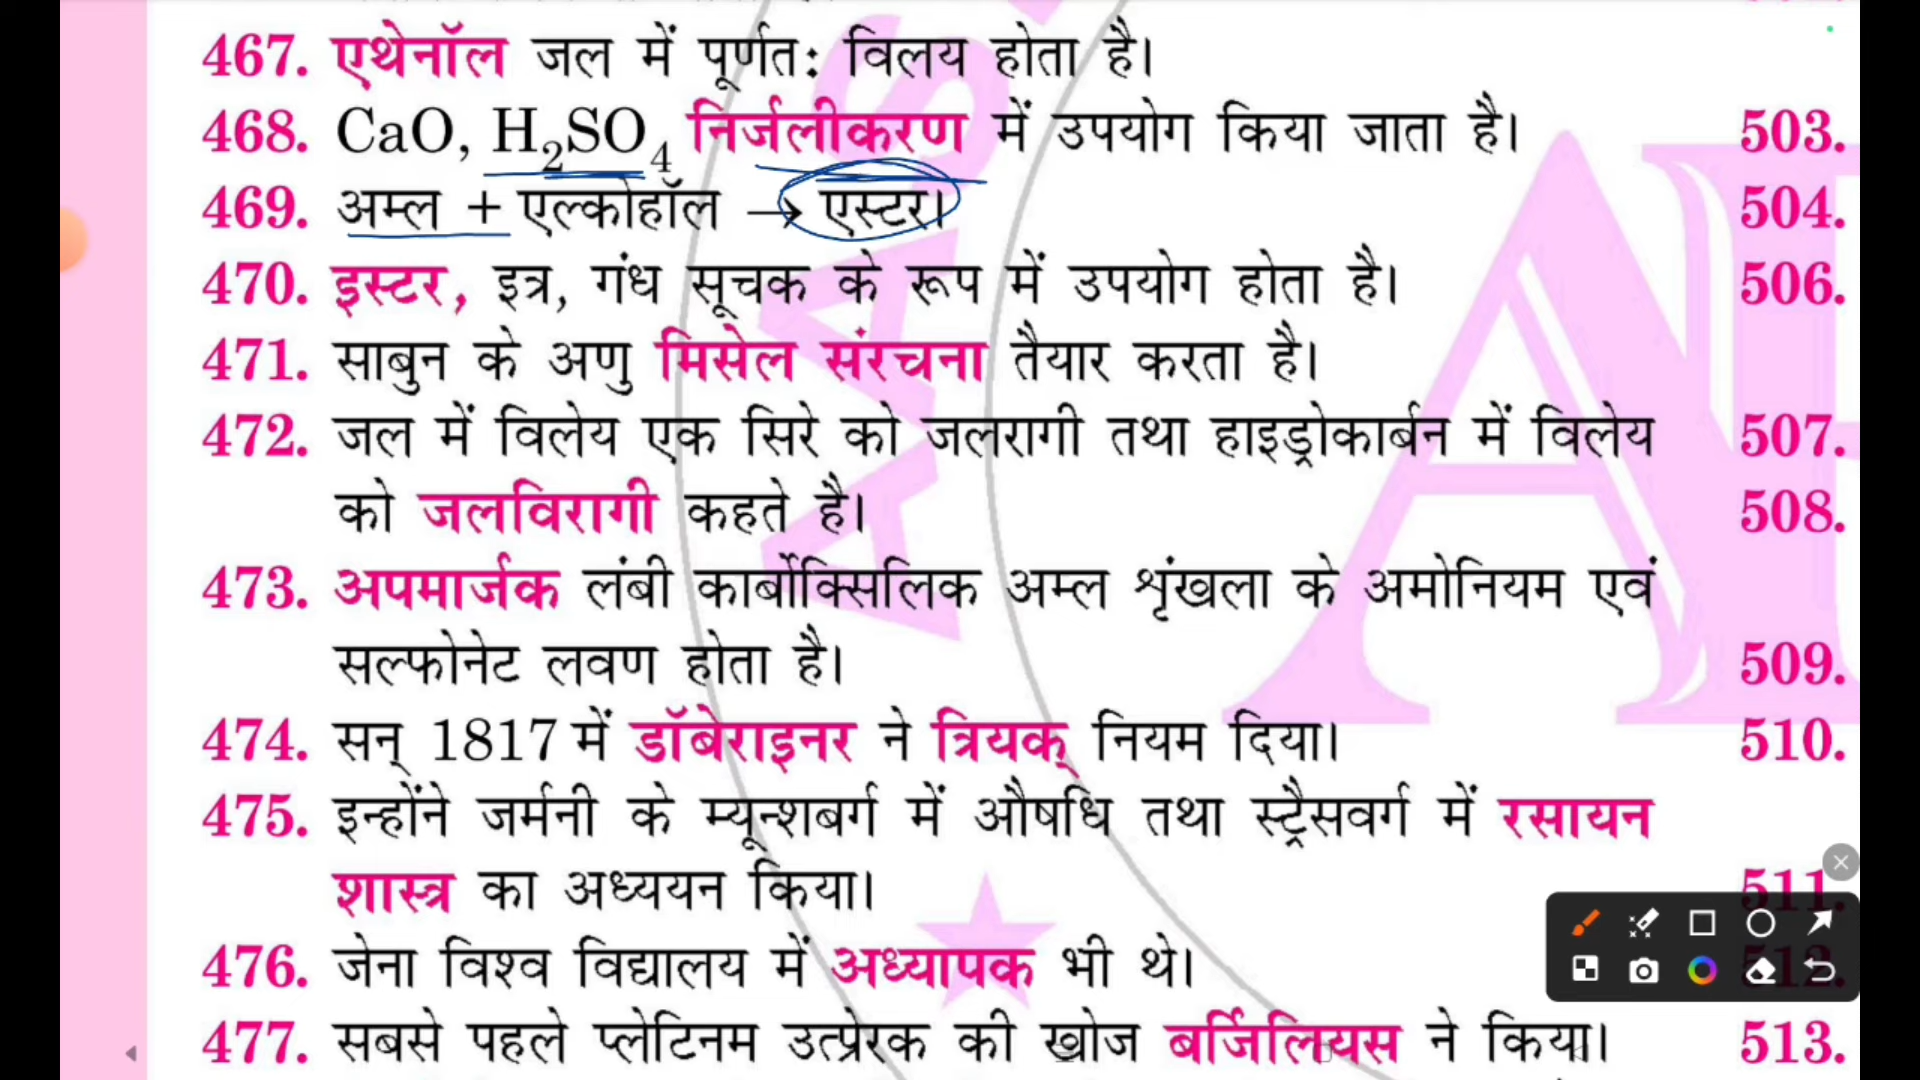 467. एथेनॉल जल में पूर्णतः विलय होता है।
468. CaO, H₂SO₄ निर्जलीकरण में उपयोग किया जाता है।
469. अम्ल + एल्कोहॉल → एस्टर।
470. इस्टर, इत्र, गंध सूचक के रूप में उपयोग होता है।
471. साबुन के अणु मिसेल संरचना तैयार करता है।
472. जल में विलेय एक सिरे को जलरागी तथा हाइड्रोकार्बन में विलेय
को जलविरागी कहते है।
473. अपमार्जक लंबी कार्बोक्सिलिक अम्ल शृंखला के अमोनियम एवं
सल्फोनेट लवण होता है।
474. सन् 1817 में डॉबेराइनर ने त्रियक् नियम दिया।
475. इन्होंने जर्मनी के म्यून्शबर्ग में औषधि तथा स्ट्रैसवर्ग में रसायन
शास्त्र का अध्ययन किया।
476. जेना विश्व विद्यालय में अध्यापक भी थे।
477. सबसे पहले प्लेटिनम उत्प्रेरक की खोज बर्जिलियस ने किया।
503.
504.
506.
507.
508.
509.
510.
511.
512.
513.